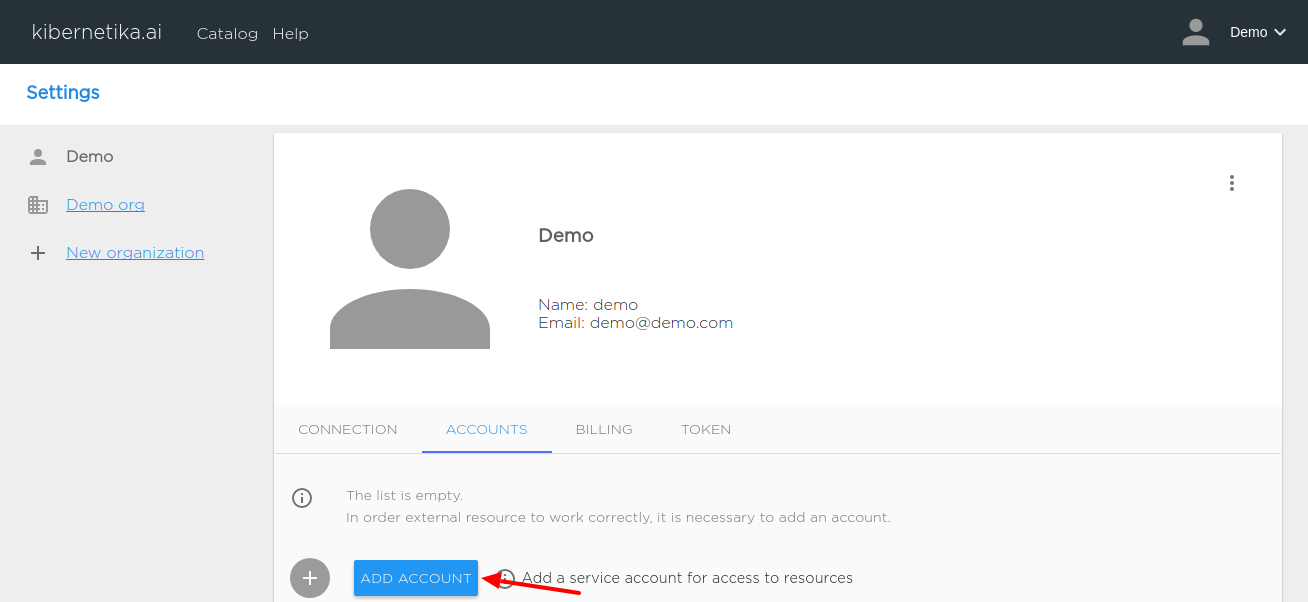 kibernetika.ai Catalog Help Demo
Settings
Demo
Demo org
New organization
Demo
Name: demo
Email: demo@demo.com
CONNECTION ACCOUNTS BILLING TOKEN
The list is empty.
In order external resource to work correctly, it is necessary to add an account.
ADD ACCOUNT Add a service account for access to resources